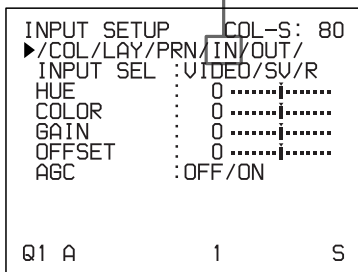 INPUT SETUP COL-S: 80
▶/COL/LAY/PRN/IN/OUT/
INPUT SEL :VIDEO/SV/R
HUE : 0
COLOR : 0
GAIN : 0
OFFSET : 0
AGC :OFF/ON
Q1 A 1 S